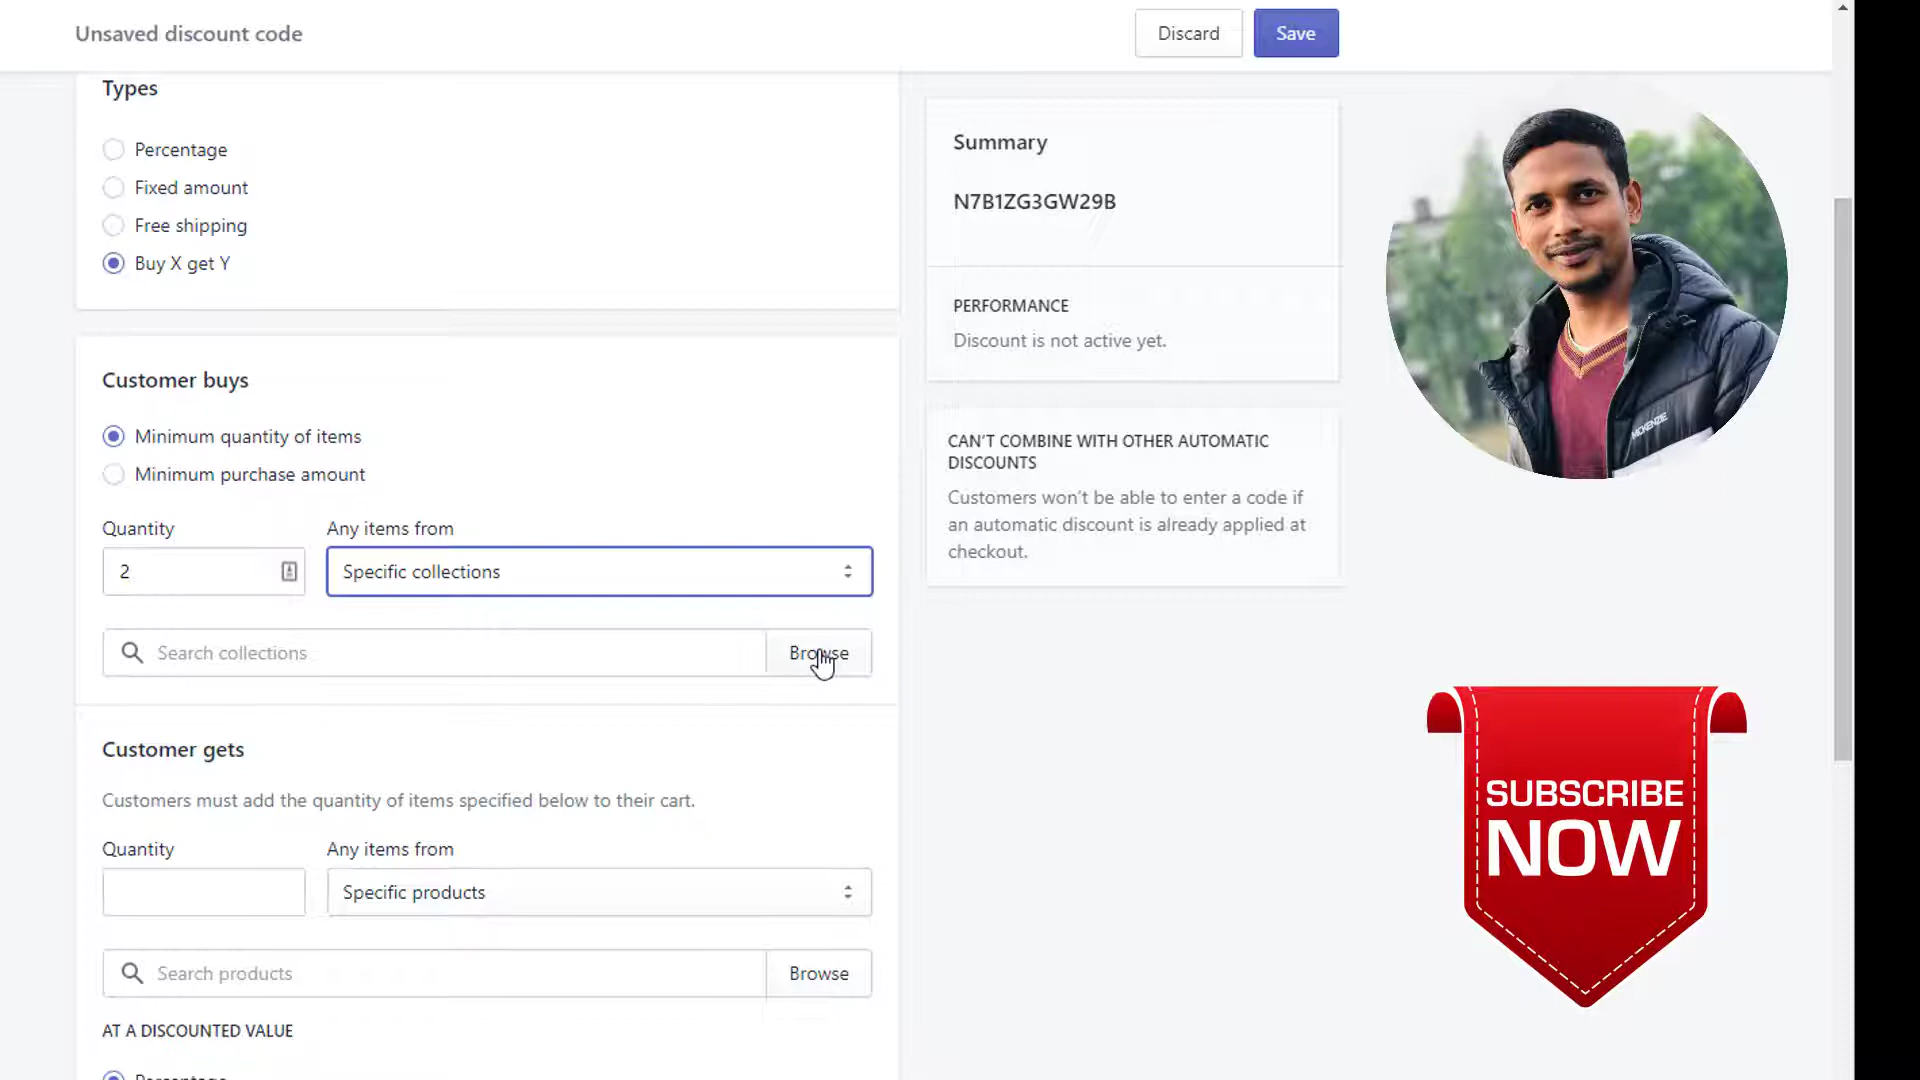 Unsaved discount code
Discard
Save
Types
Percentage
Fixed amount
Free shipping
Buy X get Y
Customer buys
Minimum quantity of items
Minimum purchase amount
Quantity
Any items from
2
Specific collections
Search collections
Browse
Customer gets
Customers must add the quantity of items specified below to their cart.
Quantity
Any items from
Specific products
Search products
Browse
AT A DISCOUNTED VALUE
Percentage
Summary
N7B1ZG3GW29B
PERFORMANCE
Discount is not active yet.
CAN'T COMBINE WITH OTHER AUTOMATIC
DISCOUNTS
Customers won't be able to enter a code if
an automatic discount is already applied at
checkout.
MCKENZIE
SUBSCRIBE
NOW